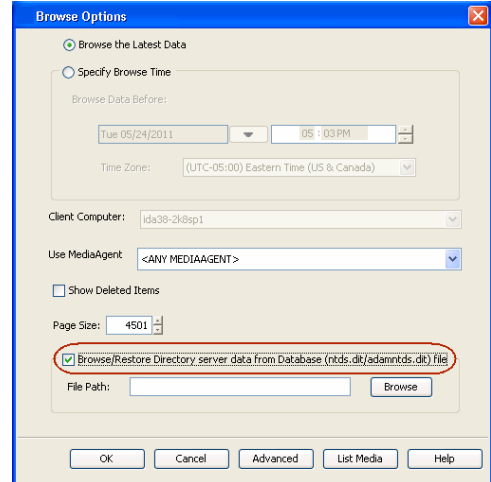 Browse Options
Browse the Latest Data
Specify Browse Time
Browse Data Before:
Tue 05/24/2011 05 : 03 PM
Time Zone: (UTC-05:00) Eastern Time (US & Canada)
Client Computer: ida38-2k8sp1
Use MediaAgent <ANY MEDIAAGENT>
Show Deleted Items
Page Size: 4501
Browse/Restore Directory server data from Database (ntds.dit/adamntds.dit) file
File Path: Browse
OK Cancel Advanced List Media Help